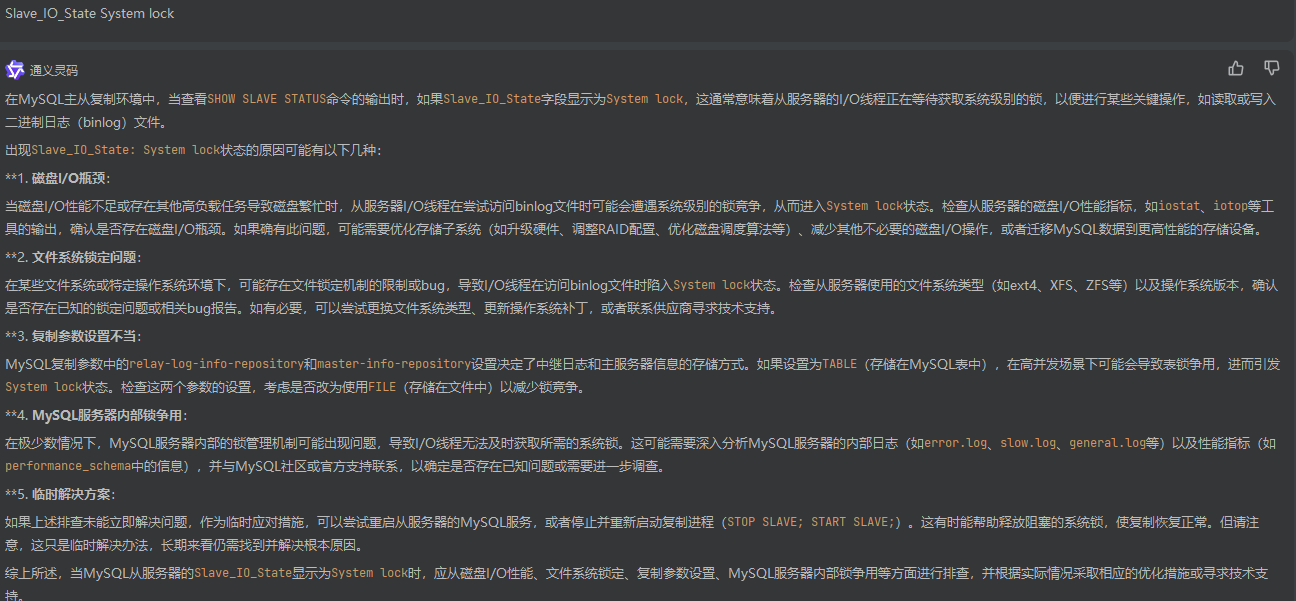 Slave_IO_State System lock
通义灵码
在MySQL主从复制环境中，当查看SHOW SLAVE STATUS命令的输出时，如果Slave_IO_State字段显示为System lock，这通常意味着从服务器的I/O线程正在等待获取系统级别的锁，以便进行某些关键操作，如读取或写入
二进制日志（binlog）文件。
出现Slave_IO_State: System lock状态的原因可能有以下几种：
**1. 磁盘I/O瓶颈：
当磁盘I/O性能不足或存在其他高负载任务导致磁盘繁忙时，从服务器I/O线程在尝试访问binlog文件时可能会遭遇系统级别的锁竞争，从而进入System lock状态。检查从服务器的磁盘I/O性能指标，如iostat、iotop等工
具的输出，确认是否存在磁盘I/O瓶颈。如果确有此问题，可能需要优化存储子系统（如升级硬件、调整RAID配置、优化磁盘调度算法等）、减少其他不必要的磁盘I/O操作，或者迁移MySQL数据到更高性能的存储设备。
**2. 文件系统锁定问题：
在某些文件系统或特定操作系统环境下，可能存在文件锁定机制的限制或bug，导致I/O线程在访问binlog文件时陷入System lock状态。检查从服务器使用的文件系统类型（如ext4、XFS、ZFS等）以及操作系统版本，确认
是否存在已知的锁定问题或相关bug报告。如有必要，可以尝试更换文件系统类型、更新操作系统补丁，或者联系供应商寻求技术支持。
**3. 复制参数设置不当：
MySQL复制参数中的relay-log-info-repository和master-info-repository设置决定了中继日志和主服务器信息的存储方式。如果设置为TABLE（存储在MySQL表中），在高并发场景下可能会导致表锁争用，进而引发
System lock状态。检查这两个参数的设置，考虑是否改为使用FILE（存储在文件中）以减少锁竞争。
**4. MySQL服务器内部锁争用：
在极少数情况下，MySQL服务器内部的锁管理机制可能出现问题，导致I/O线程无法及时获取所需的系统锁。这可能需要深入分析MySQL服务器的内部日志（如error.log、slow.log、general.log等）以及性能指标（如
performance_schema中的信息），并与MySQL社区或官方支持联系，以确定是否存在已知问题或需要进一步调查。
**5. 临时解决方案：
如果上述排查未能立即解决问题，作为临时应对措施，可以尝试重启从服务器的MySQL服务，或者停止并重新启动复制进程（STOP SLAVE; START SLAVE;）。这有时能帮助释放阻塞的系统锁，使复制恢复正常。但请注
意，这只是临时解决办法，长期来看仍需找到并解决根本原因。
综上所述，当MySQL从服务器的Slave_IO_State显示为System lock时，应从磁盘I/O性能、文件系统锁定、复制参数设置、MySQL服务器内部锁争用等方面进行排查，并根据实际情况采取相应的优化措施或寻求技术支
持。